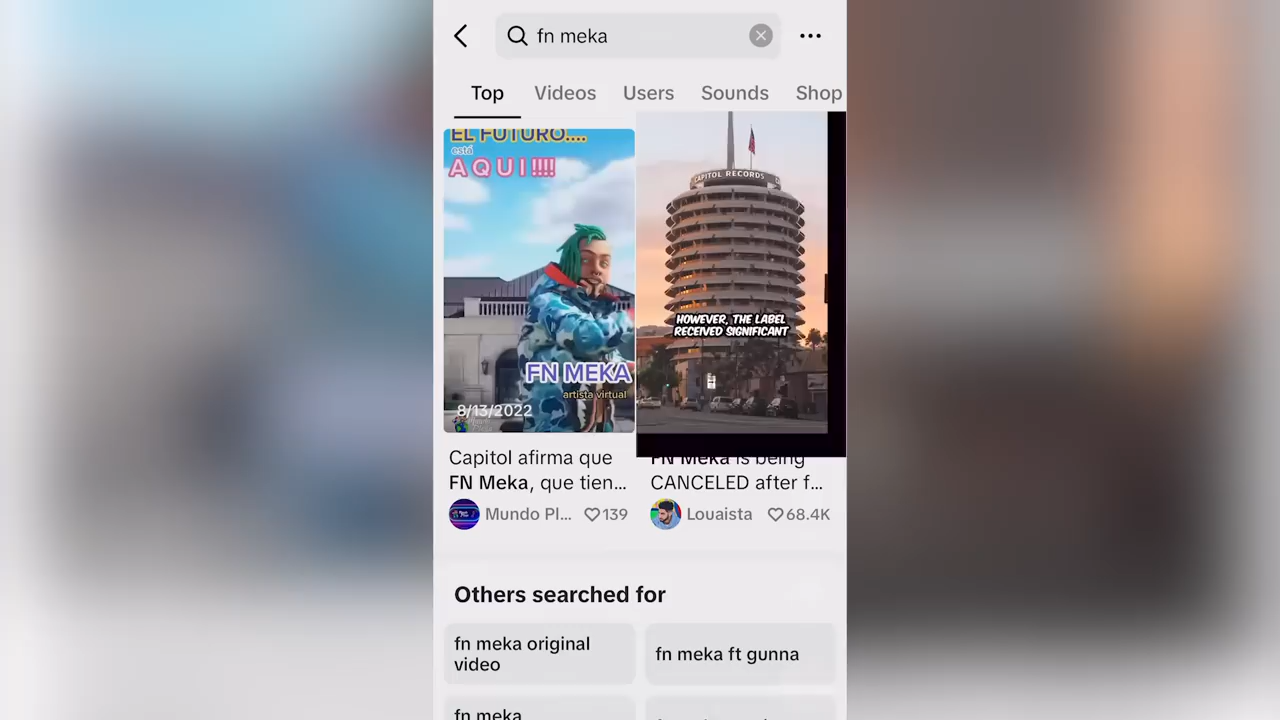 fn meka
Top
Videos
Users
Sounds
Shop
EL FUTURO....
está
AQUI!!!!
FN MEKA
artista virtual
8/13/2022
CAPITOL RECORDS
HOWEVER, THE LABEL
RECEIVED SIGNIFICANT
Capitol afirma que
FN Meka, que tien...
Mundo Pl...
139
FN Meka is being
CANCELED after f...
Louaista
68.4K
Others searched for
fn meka original
video
fn meka ft gunna
fn meka